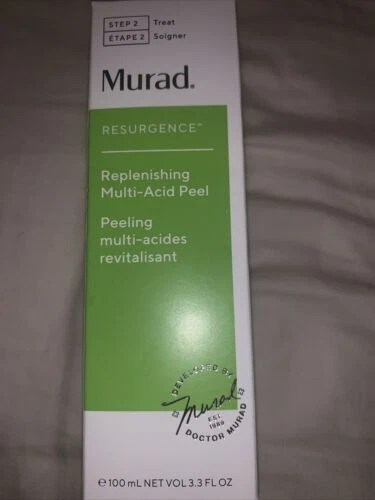 STEP 2 Treat
ÉTAPE 2 Soigner
Murad.
RESURGENCE™
Replenishing
Multi-Acid Peel
Peeling
multi-acides
revitalisant
DEVELOPED BY
Murad
EST.
1989
DOCTOR MURAD
℮ 100 mL NET VOL 3.3 FL OZ